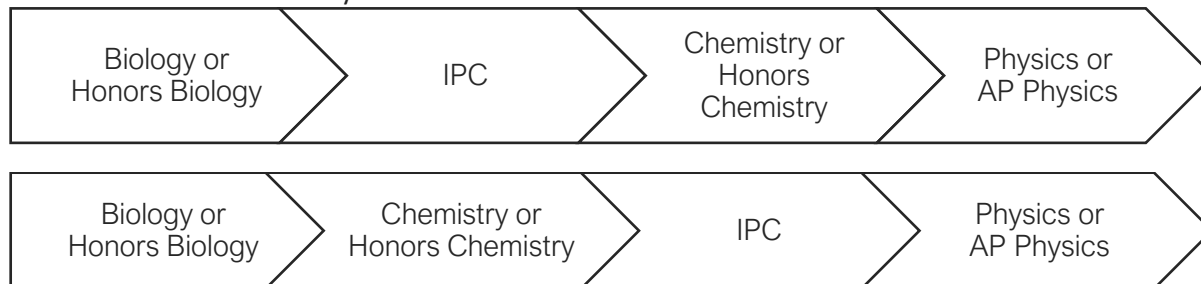 Biology or
Honors Biology
IPC
Chemistry or
Honors
Chemistry
Physics or
AP Physics
Biology or
Honors Biology
Chemistry or
Honors Chemistry
IPC
Physics or
AP Physics